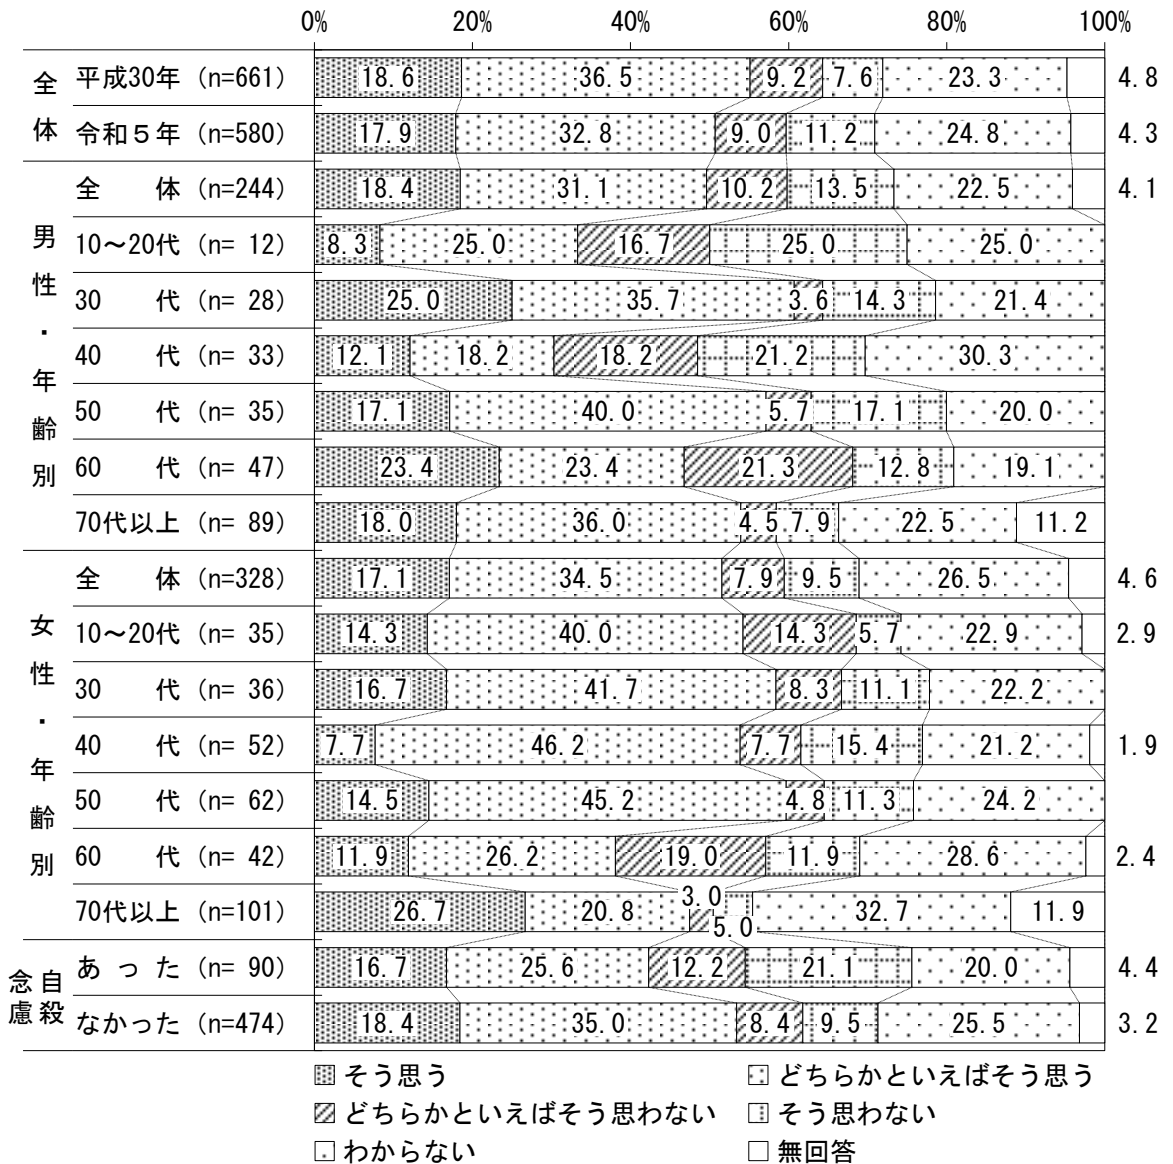 0% 20% 40% 60% 80% 100%
全体
平成30年 (n=661) 18.6 36.5 9.2 7.6 23.3 4.8
令和5年 (n=580) 17.9 32.8 9.0 11.2 24.8 4.3
男性・年齢別
全 体 (n=244) 18.4 31.1 10.2 13.5 22.5 4.1
10～20代 (n= 12) 8.3 25.0 16.7 25.0 25.0
30 代 (n= 28) 25.0 35.7 3.6 14.3 21.4
40 代 (n= 33) 12.1 18.2 18.2 21.2 30.3
50 代 (n= 35) 17.1 40.0 5.7 17.1 20.0
60 代 (n= 47) 23.4 23.4 21.3 12.8 19.1
70代以上 (n= 89) 18.0 36.0 4.5 7.9 22.5 11.2
女性・年齢別
全 体 (n=328) 17.1 34.5 7.9 9.5 26.5 4.6
10～20代 (n= 35) 14.3 40.0 14.3 5.7 22.9 2.9
30 代 (n= 36) 16.7 41.7 8.3 11.1 22.2
40 代 (n= 52) 7.7 46.2 7.7 15.4 21.2 1.9
50 代 (n= 62) 14.5 45.2 4.8 11.3 24.2
60 代 (n= 42) 11.9 26.2 19.0 11.9 28.6 2.4
70代以上 (n=101) 26.7 20.8 3.0 5.0 32.7 11.9
自殺念慮
あった (n= 90) 16.7 25.6 12.2 21.1 20.0 4.4
なかった (n=474) 18.4 35.0 8.4 9.5 25.5 3.2
そう思う どちらかといえばそう思う
どちらかといえばそう思わない そう思わない
わからない 無回答